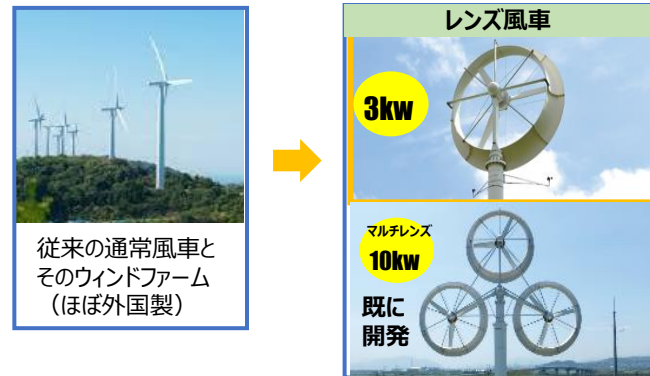 従来の通常風車と
そのウィンドファーム
（ほぼ外国製）
レンズ風車
3kw
マルチレンズ
10kw
既に
開発